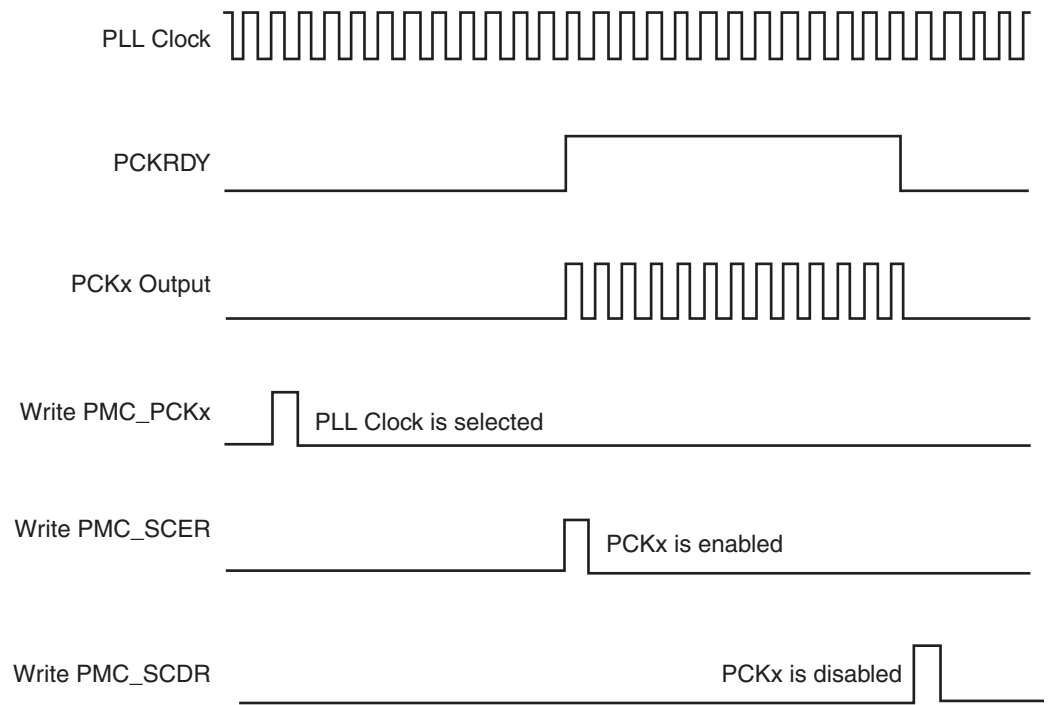 PLL Clock
PCKRDY
PCKx Output
Write PMC_PCKx
PLL Clock is selected
Write PMC_SCER
PCKx is enabled
Write PMC_SCDR
PCKx is disabled